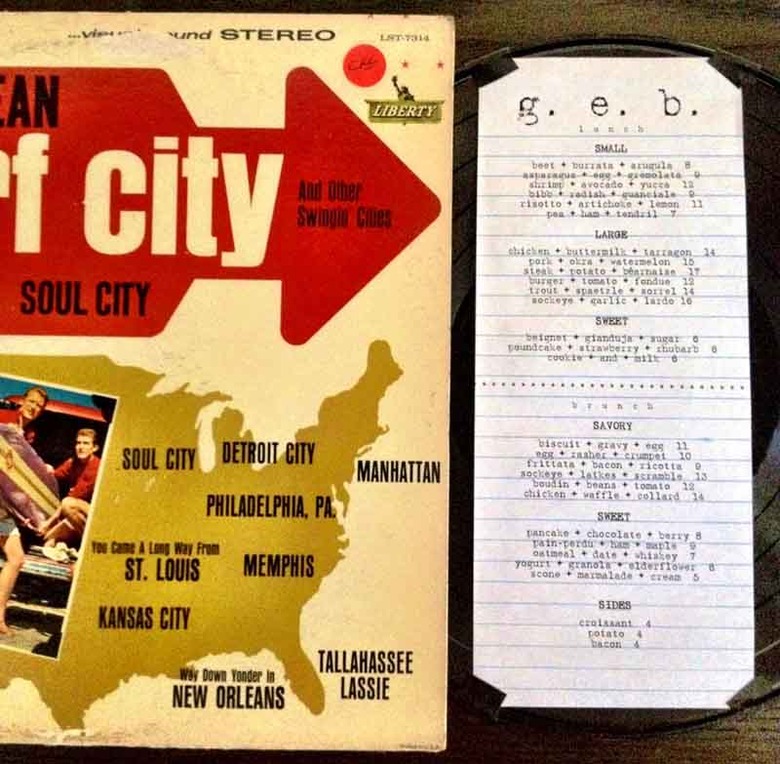 ...visual sound STEREO
LST-7314
LIBERTY
EAN
rf city
And Other
Swingin' Cities
SOUL CITY
SOUL CITY
DETROIT CITY
MANHATTAN
PHILADELPHIA, PA.
You Came A Long Way From
ST. LOUIS
MEMPHIS
KANSAS CITY
TALLAHASSEE
LASSIE
Way Down Yonder In
NEW ORLEANS
g. e. b.
lunch
SMALL
beet + burrata + arugula 8
asparagus + egg + gremolata 9
shrimp + avocado + yucca 12
bibb + radish + guanciale 9
risotto + artichoke + lemon 11
pea + ham + tendril 7
LARGE
chicken + buttermilk + tarragon 14
pork + okra + watermelon 15
steak + potato + béarnaise 17
burger + tomato + fondue 12
trout + spaetzle + sorrel 14
sockeye + garlic + lardo 16
SWEET
beignet + gianduja + sugar 6
poundcake + strawberry + rhubarb 6
cookie + and + milk 6
brunch
SAVORY
biscuit + gravy + egg 11
egg + rasher + crumpet 10
frittata + bacon + ricotta 9
sockeye + latkes + scramble 13
boudin + beans + tomato 12
chicken + waffle + collard 14
SWEET
pancake + chocolate + berry 8
pain-perdu + ham + maple 9
oatmeal + date + whiskey 7
yogurt + granola + elderflower 8
scone + marmalade + cream 5
SIDES
croissant 4
potato 4
bacon 4